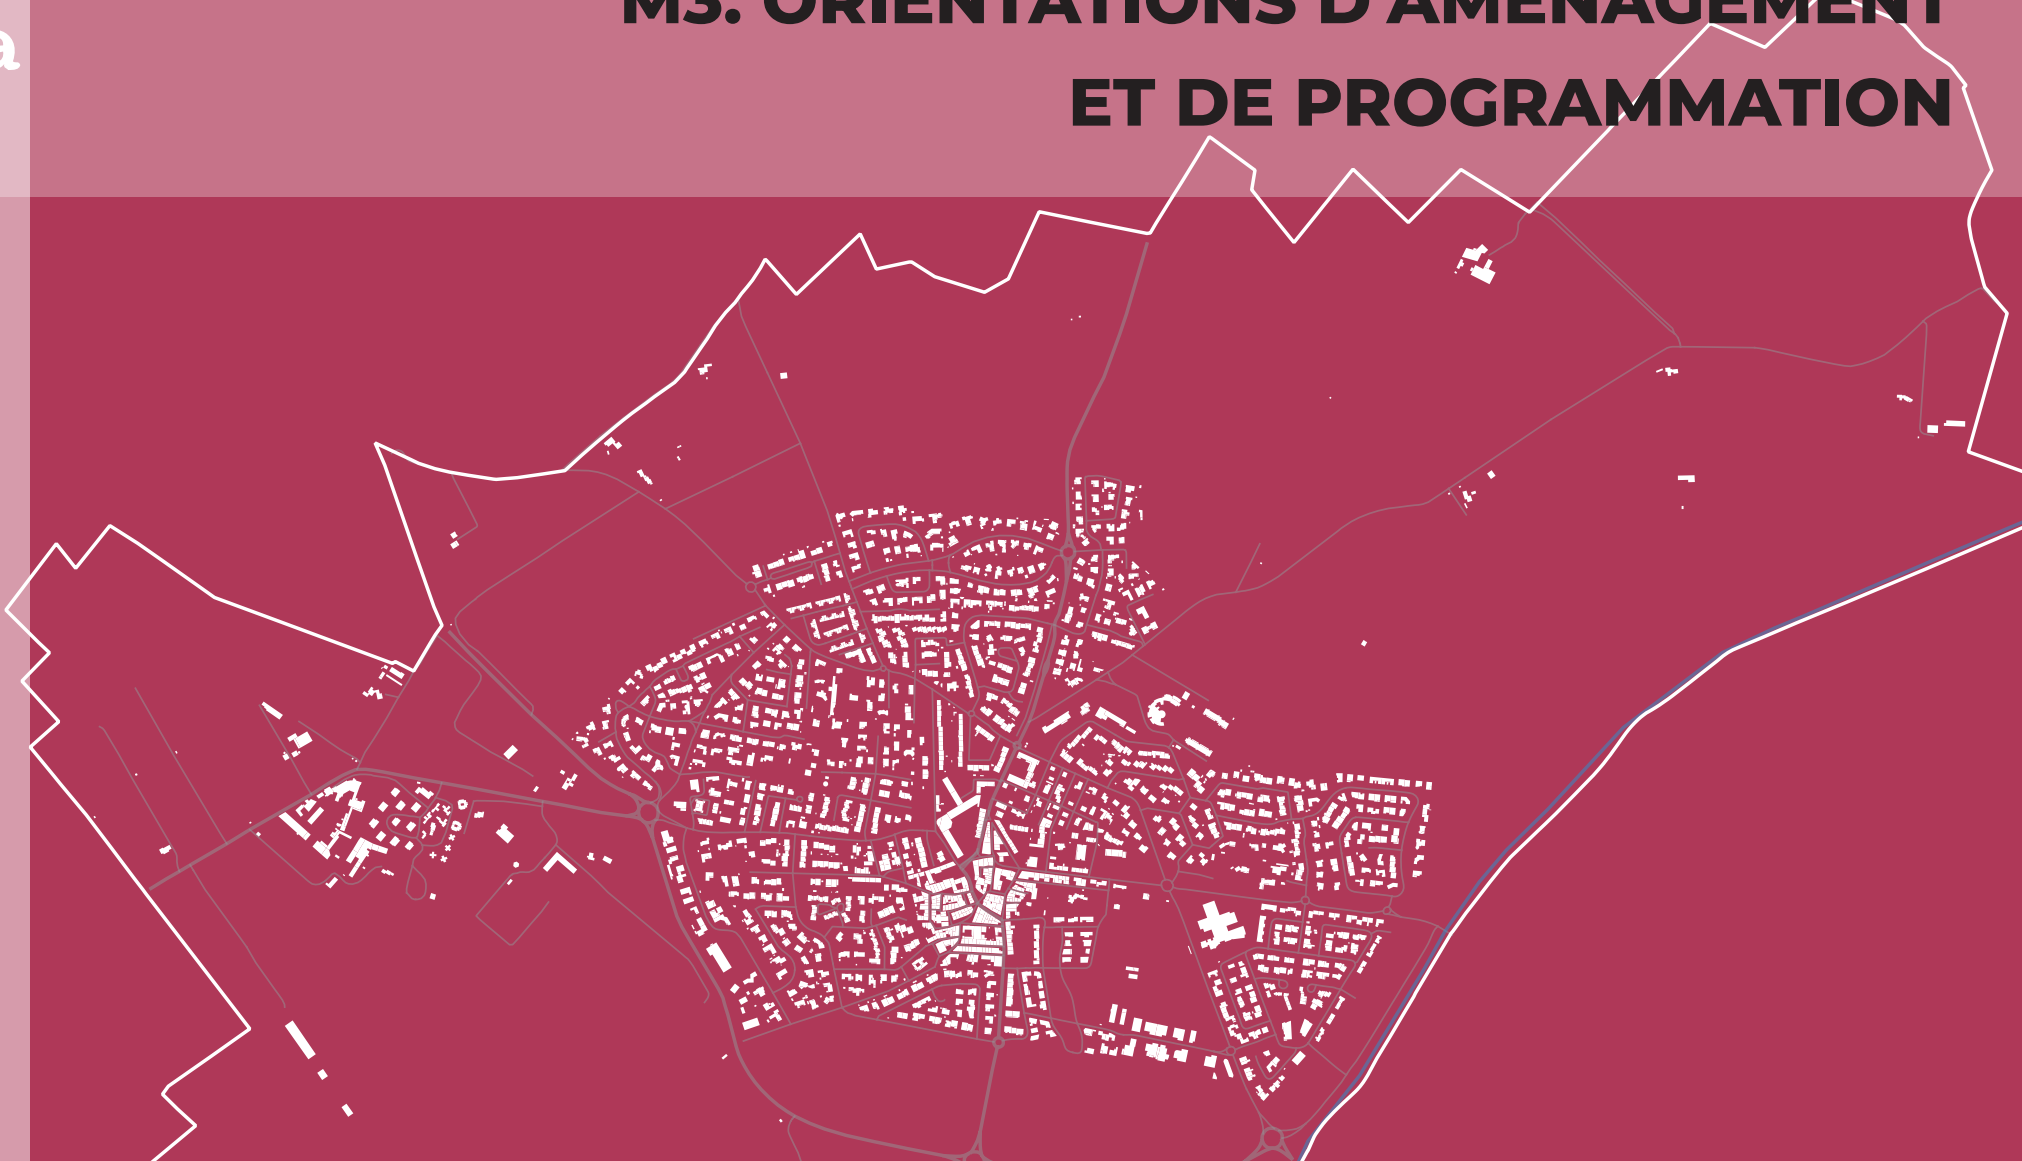 M3. ORIENTATIONS D'AMÉNAGEMENT
ET DE PROGRAMMATION
a